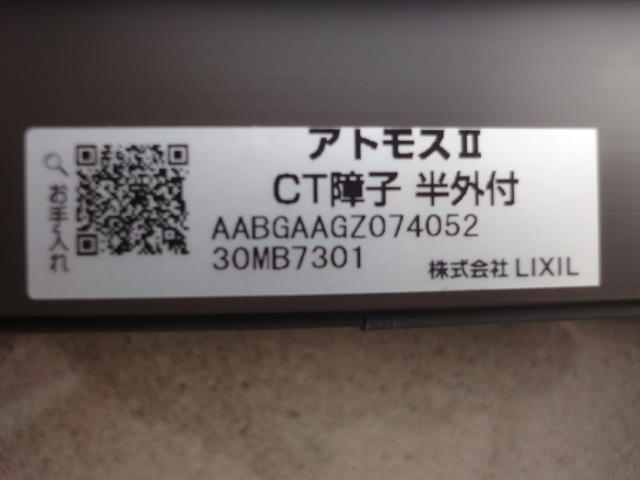 アトモスⅡ
CT障子 半外付
AABGAAGZ074052
30MB7301
株式会社 LIXIL
お手入れ